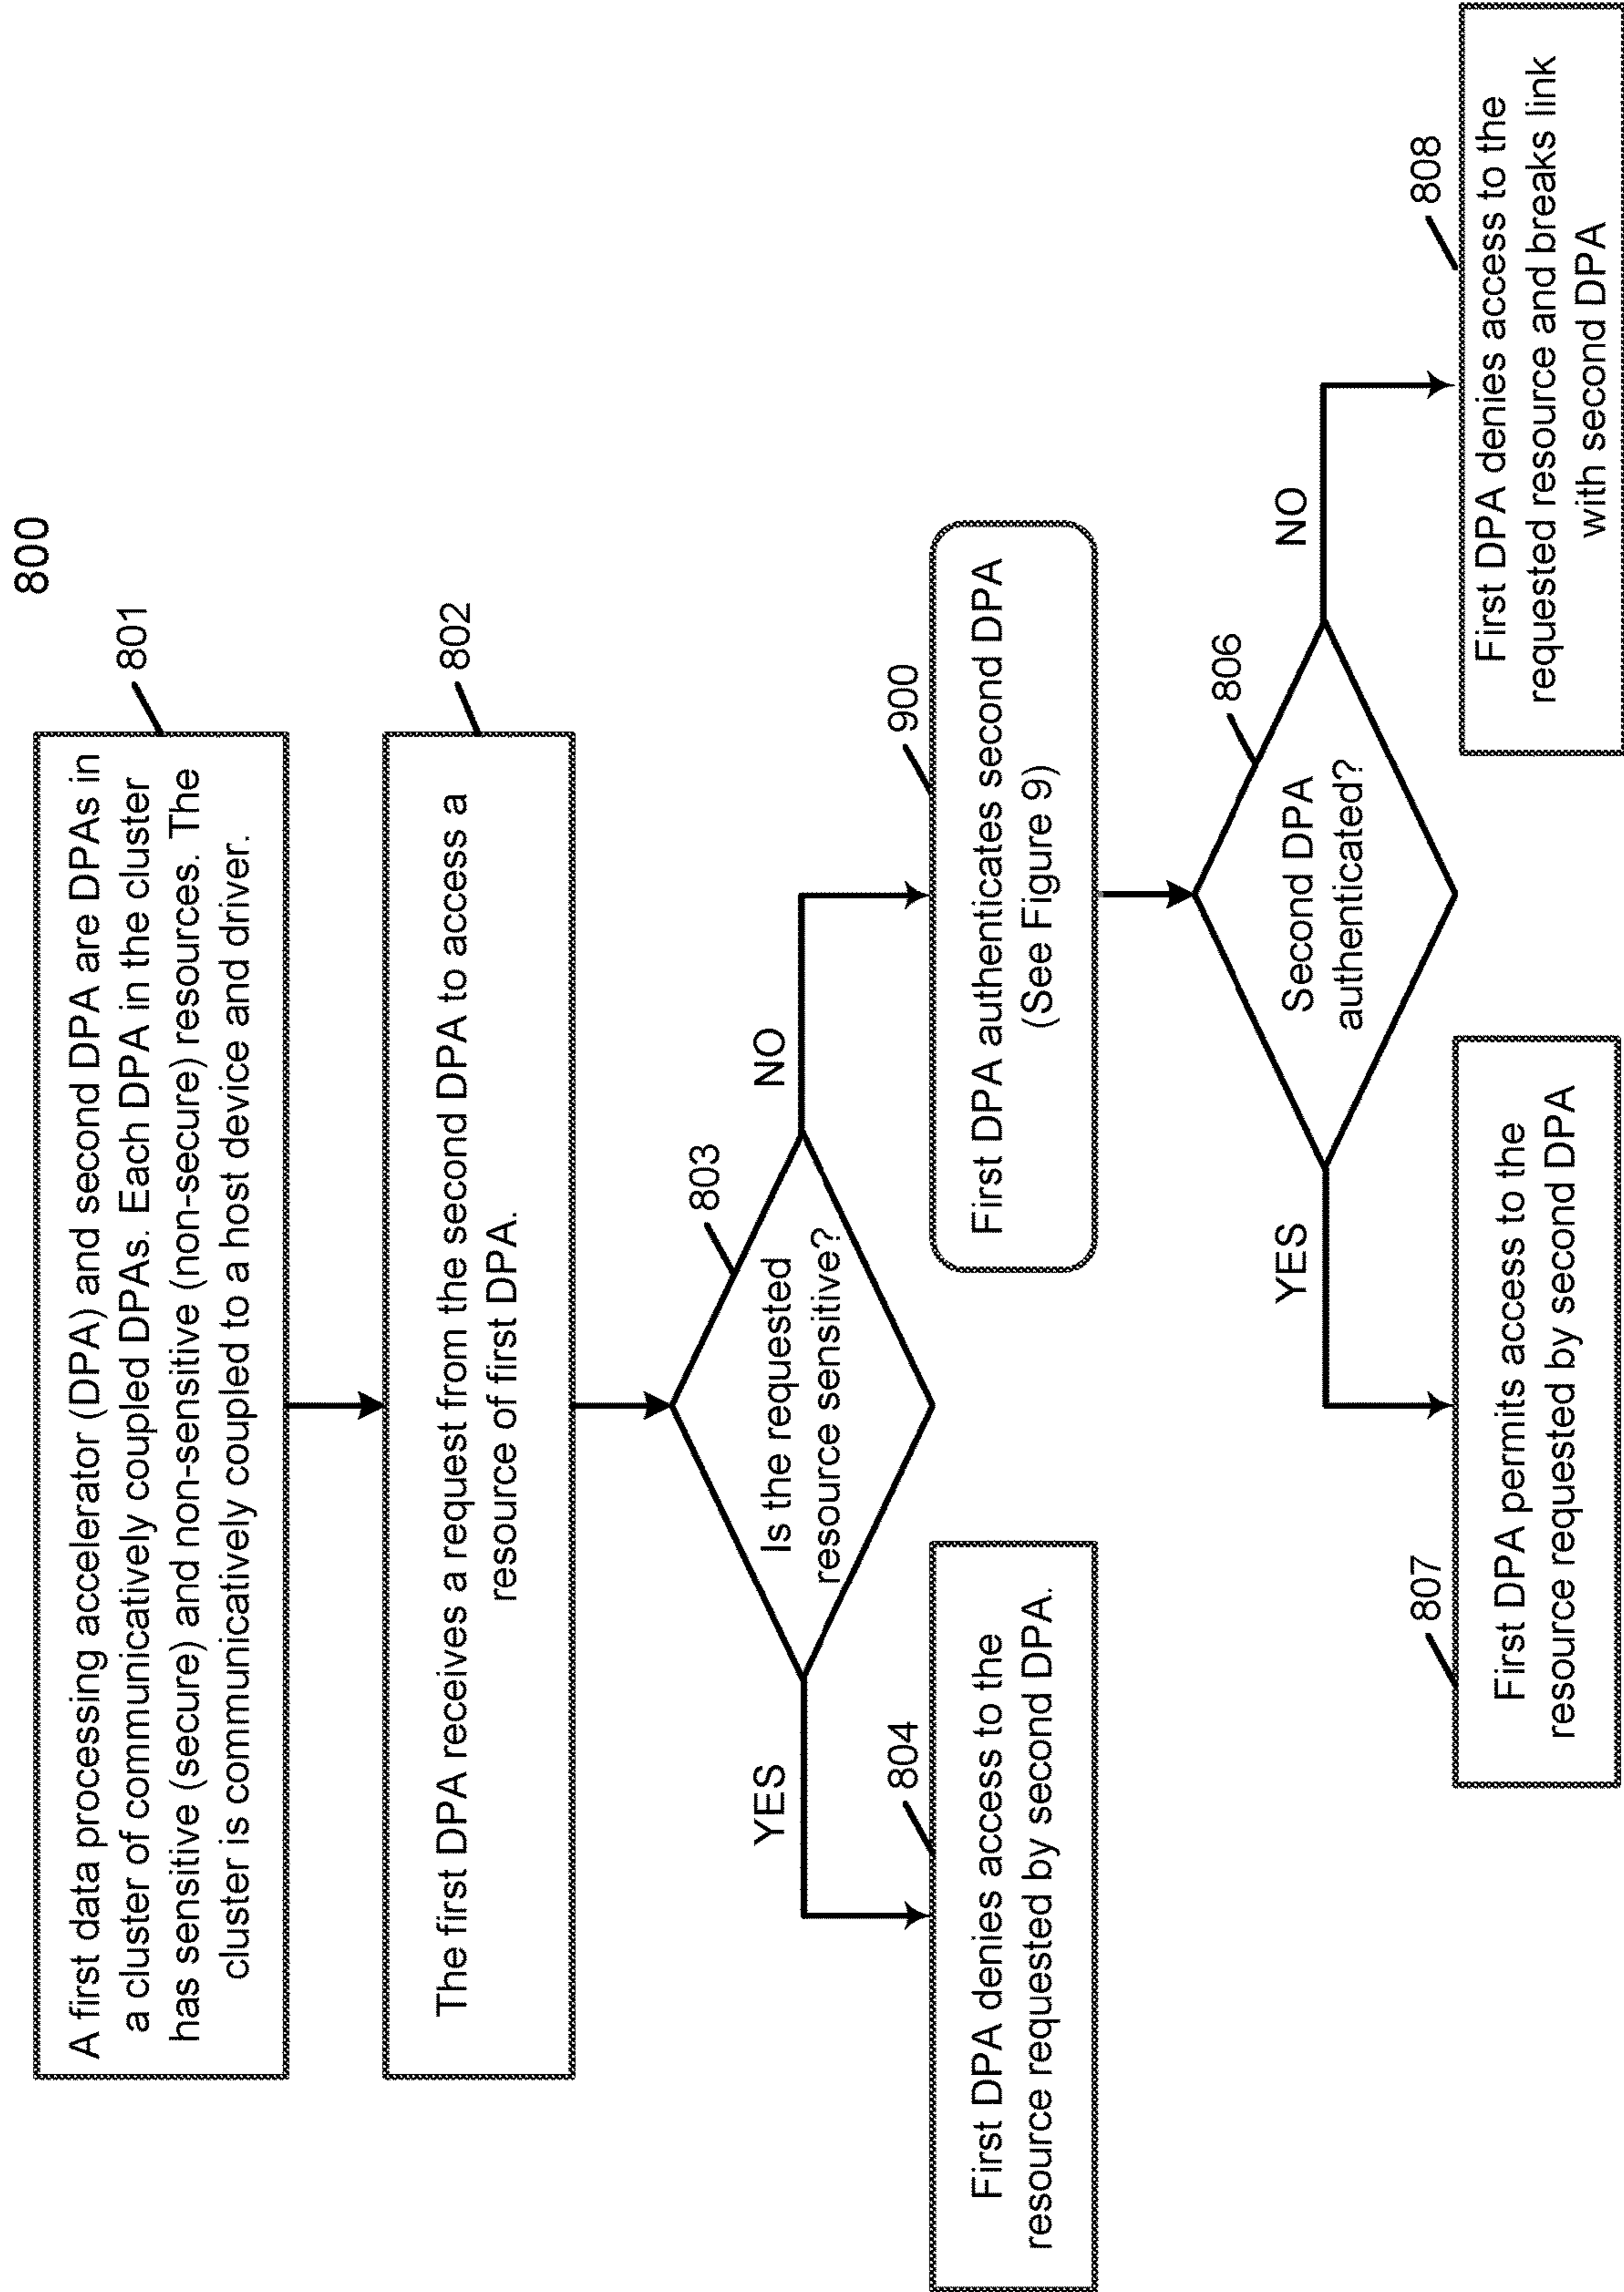 800
801
A first data processing accelerator (DPA) and second DPA are DPAs in
a cluster of communicatively coupled DPAs. Each DPA in the cluster
has sensitive (secure) and non-sensitive (non-secure) resources. The
cluster is communicatively coupled to a host device and driver.
802
The first DPA receives a request from the second DPA to access a
resource of first DPA.
803
Is the requested
resource sensitive?
YES
NO
804
First DPA denies access to the
resource requested by second DPA.
900
First DPA authenticates second DPA
(See Figure 9)
806
Second DPA
authenticated?
YES
NO
807
First DPA permits access to the
resource requested by second DPA
808
First DPA denies access to the
requested resource and breaks link
with second DPA